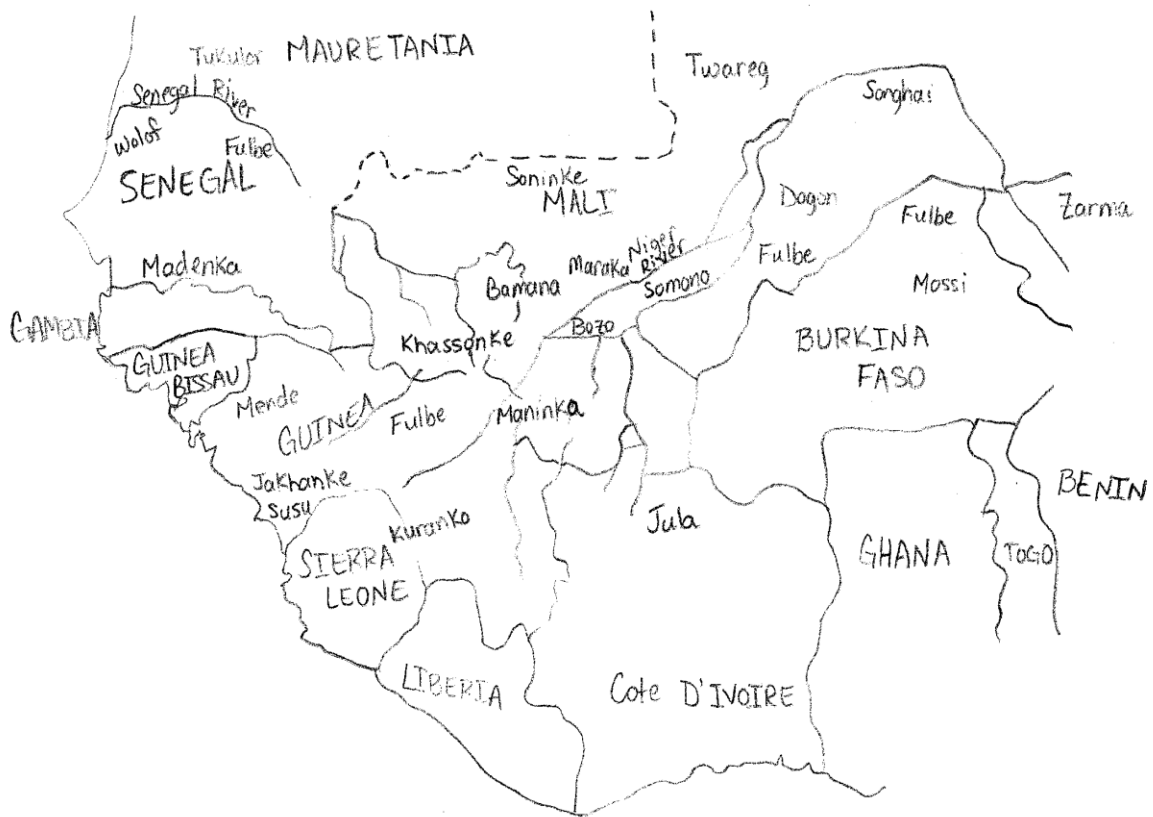 Tukulor
MAURETANIA
Twareg
Senegal River
Songhai
Wolof
Fulbe
SENEGAL
Soninke
MALI
Dogon
Fulbe
Zarma
Madenka
Maraka
Niger
River
Fulbe
Bamana
Somono
Mossi
GAMBIA
Bozo
Khassonke
BURKINA
FASO
GUINEA
BISSAU
Mende
GUINEA
Fulbe
Maninka
Jakhanke
Susu
BENIN
Kuranko
Jula
SIERRA
LEONE
GHANA
TOGO
LIBERIA
Cote D'IVOIRE